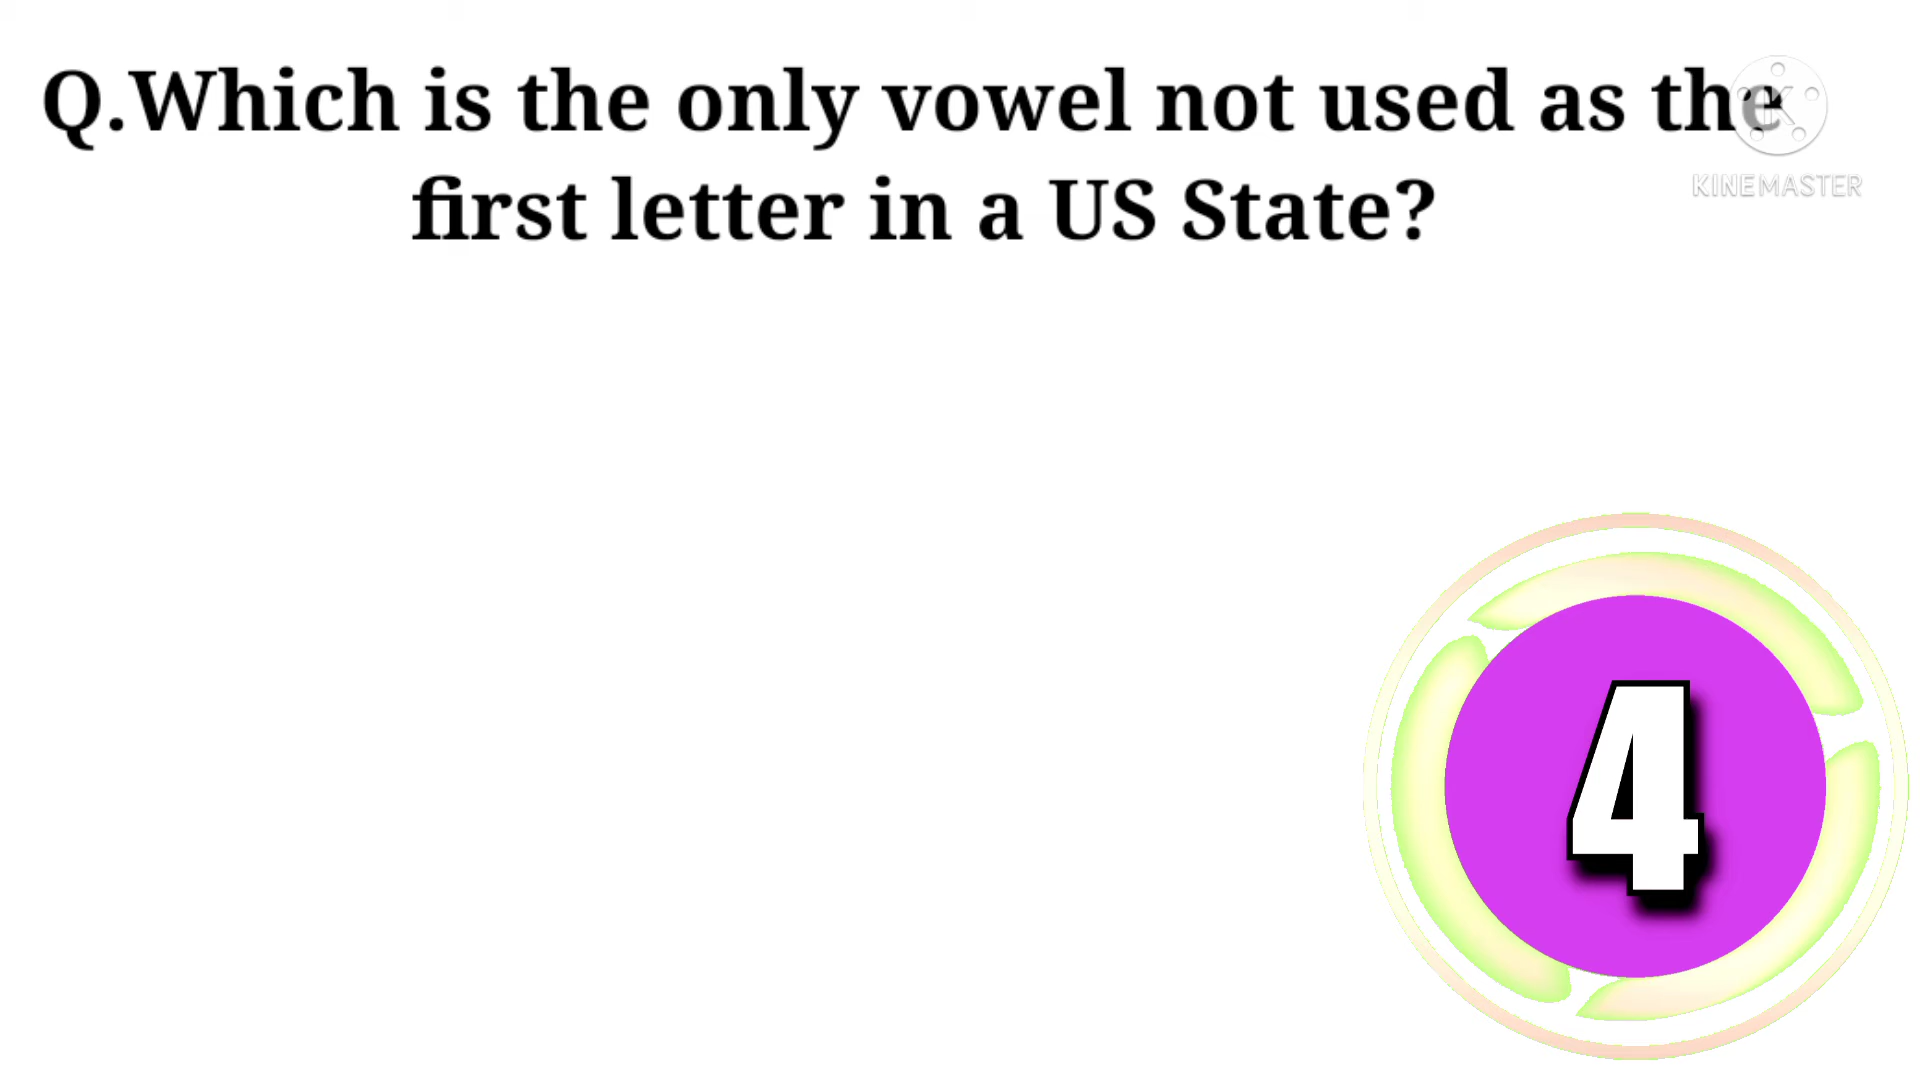 Q.Which is the only vowel not used as the
first letter in a US State?
KINEMASTER
4